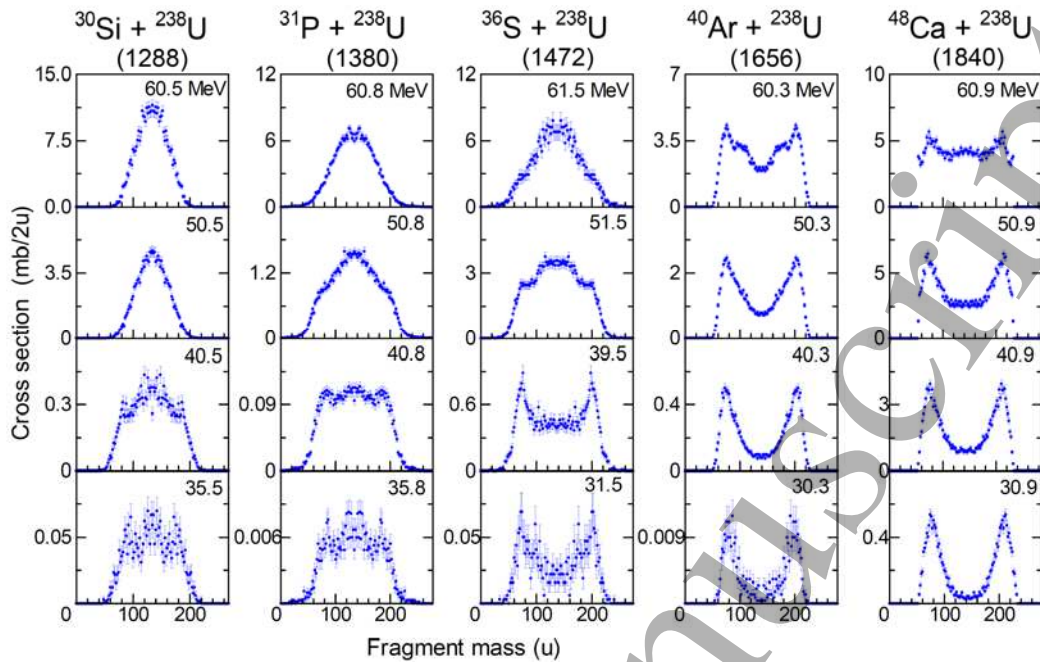 ³⁰Si + ²³⁸U ³¹P + ²³⁸U ³⁶S + ²³⁸U ⁴⁰Ar + ²³⁸U ⁴⁸Ca + ²³⁸U
(1288) (1380) (1472) (1656) (1840)
15.0 60.5 MeV 12 60.8 MeV 12 61.5 MeV 7 60.3 MeV 10 60.9 MeV
7.5 6 6 3.5 5
0.0 50.5 0 50.8 0 51.5 0 50.3 0 50.9
3.5 1.2 3 2 5
0 40.5 0 40.8 0 39.5 0 40.3 0 40.9
0.3 0.09 0.6 0.4 3
0 35.5 0 35.8 0 31.5 0 30.3 0 30.9
0.05 0.006 0.05 0.009 0.4
0 100 200 0 100 200 0 100 200 0 100 200 0 100 200
Cross section (mb/2u)
Fragment mass (u)